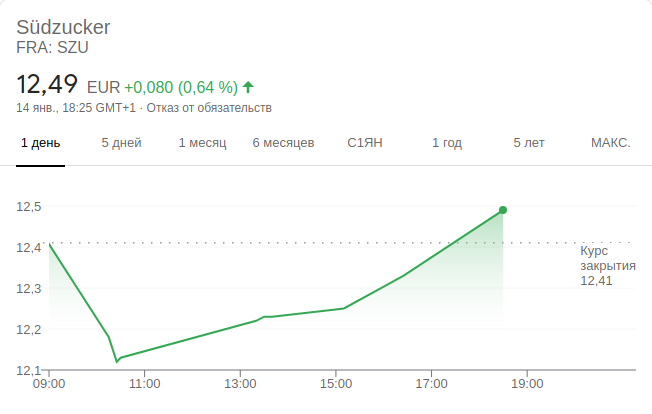 Südzucker
FRA: SZU
12,49 EUR +0,080 (0,64 %)
14 янв., 18:25 GMT+1 · Отказ от обязательств
1 день 5 дней 1 месяц 6 месяцев С1ЯН 1 год 5 лет МАКС.
12,5
12,4
12,3
12,2
12,1
Курс
закрытия
12,41
09:00 11:00 13:00 15:00 17:00 19:00